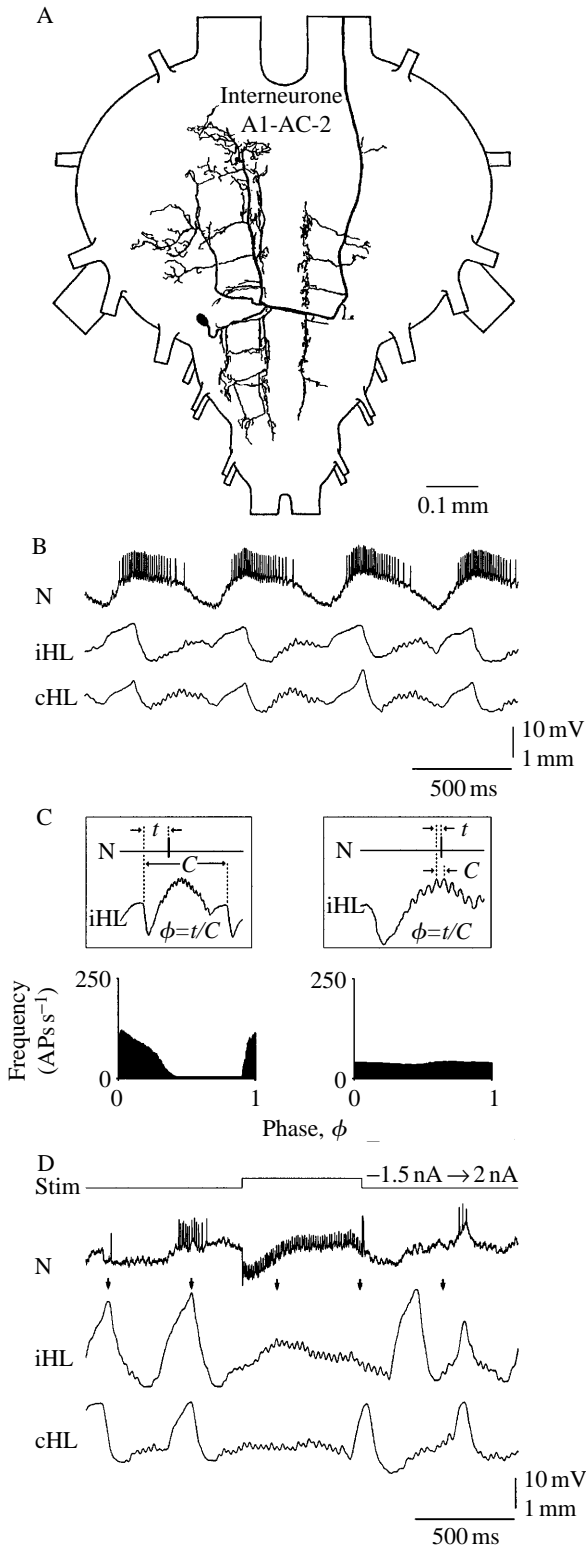 A
Interneurone
A1-AC-2
0.1 mm
B
N
iHL
cHL
10 mV
1 mm
500 ms
C
t
N
C
iHL
ϕ=t/C
t
N
C
iHL
ϕ=t/C
Frequency
(APs s⁻¹)
250
0
0 1
250
0
0 1
Phase, ϕ
D
Stim
−1.5 nA → 2 nA
N
iHL
cHL
10 mV
1 mm
500 ms